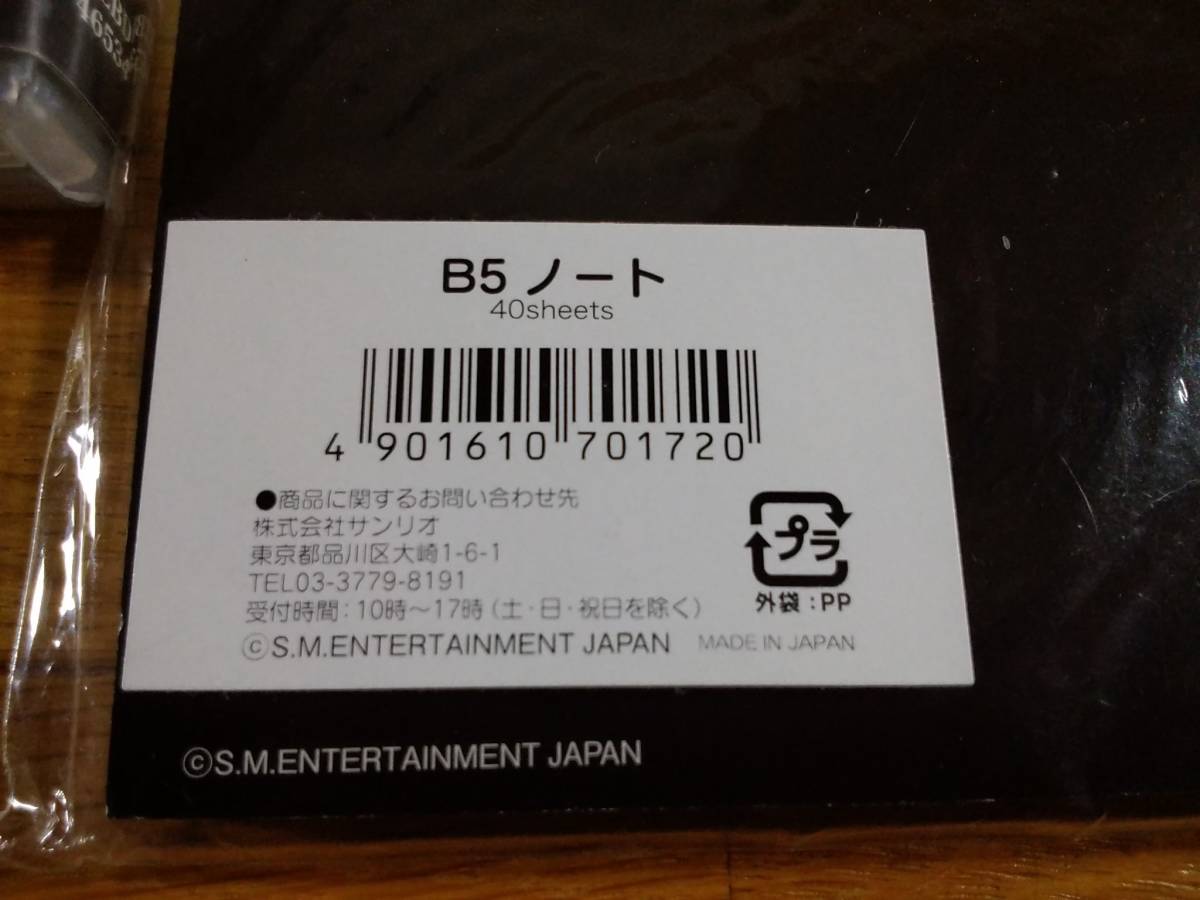 4653
B5 ノート
40sheets
4 901610 701720
●商品に関するお問い合わせ先
株式会社サンリオ
東京都品川区大崎1-6-1
TEL03-3779-8191
受付時間：10時～17時（土・日・祝日を除く）
プラ
外袋：PP
©S.M.ENTERTAINMENT JAPAN MADE IN JAPAN
©S.M.ENTERTAINMENT JAPAN